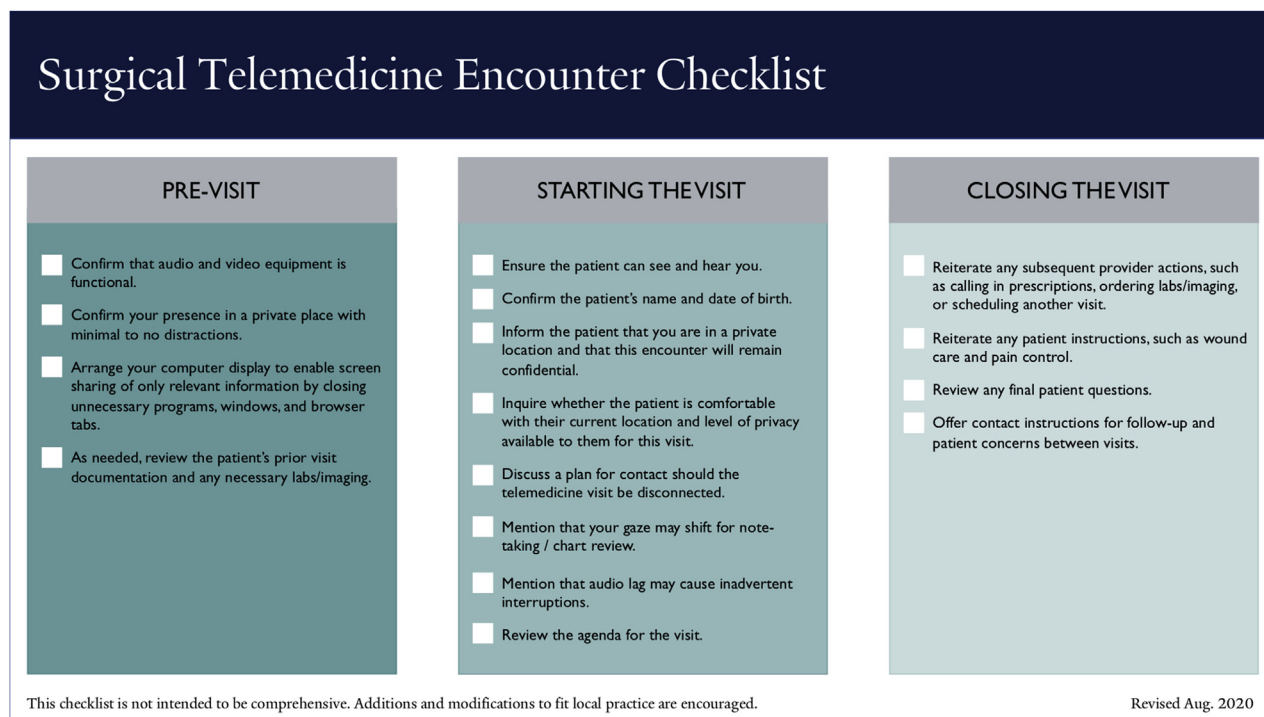 Surgical Telemedicine Encounter Checklist
PRE-VISIT
Confirm that audio and video equipment is
functional.
Confirm your presence in a private place with
minimal to no distractions.
Arrange your computer display to enable screen
sharing of only relevant information by closing
unnecessary programs, windows, and browser
tabs.
As needed, review the patient's prior visit
documentation and any necessary labs/imaging.
STARTING THE VISIT
Ensure the patient can see and hear you.
Confirm the patient's name and date of birth.
Inform the patient that you are in a private
location and that this encounter will remain
confidential.
Inquire whether the patient is comfortable
with their current location and level of privacy
available to them for this visit.
Discuss a plan for contact should the
telemedicine visit be disconnected.
Mention that your gaze may shift for note-
taking / chart review.
Mention that audio lag may cause inadvertent
interruptions.
Review the agenda for the visit.
CLOSING THE VISIT
Reiterate any subsequent provider actions, such
as calling in prescriptions, ordering labs/imaging,
or scheduling another visit.
Reiterate any patient instructions, such as wound
care and pain control.
Review any final patient questions.
Offer contact instructions for follow-up and
patient concerns between visits.
This checklist is not intended to be comprehensive. Additions and modifications to fit local practice are encouraged.
Revised Aug. 2020